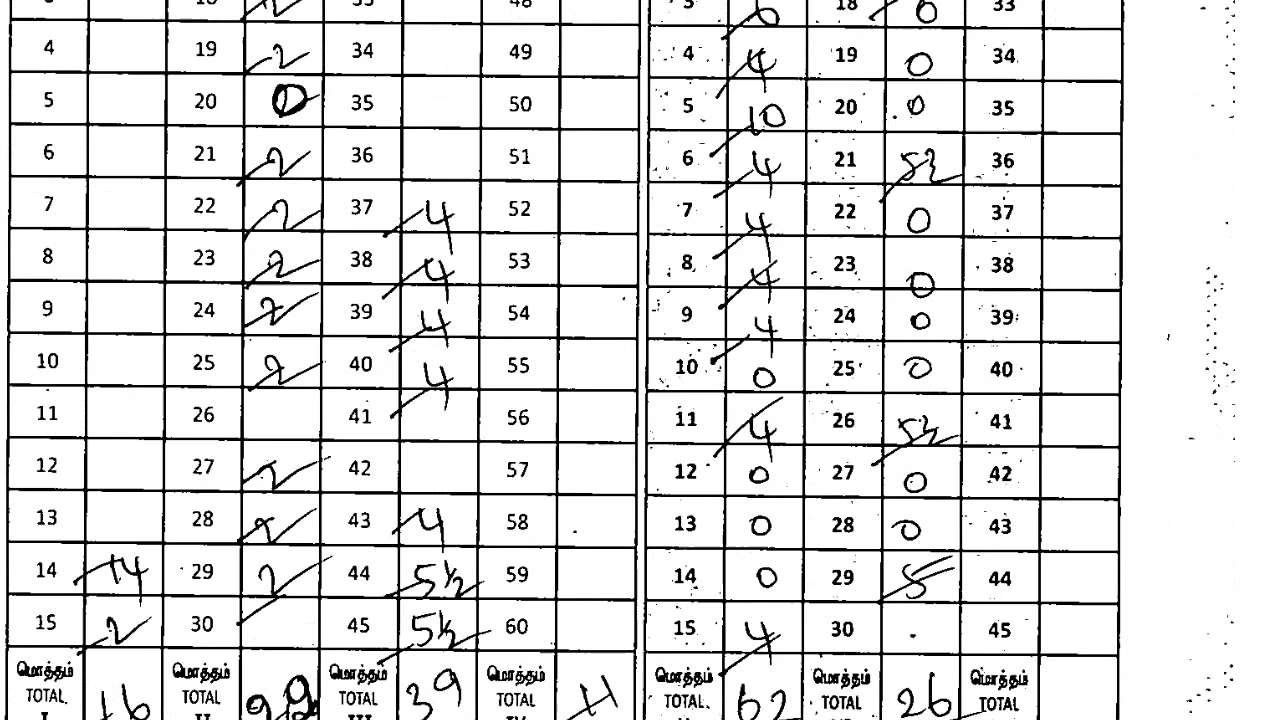 18 2 48 6 18 0 33
4 19 2 34 49 4 4 19 0 34
5 20 0 35 50 5 10 20 0 35
6 21 2 36 51 6 4 21 5½ 36
7 22 2 37 4 52 7 4 22 0 37
8 23 2 38 4 53 8 4 23 0 38
9 24 2 39 4 54 9 4 24 0 39
10 25 2 40 4 55 10 0 25 0 40
11 26 41 56 11 4 26 5½ 41
12 27 2 42 57 12 0 27 0 42
13 28 2 43 4 58 13 0 28 0 43
14 14 29 2 44 5½ 59 14 0 29 5 44
15 2 30 45 5½ 60 15 4 30 45
மொத்தம் மொத்தம் மொத்தம் மொத்தம் மொத்தம் மொத்தம் மொத்தம்
TOTAL 16 TOTAL TOTAL 39 TOTAL TOTAL 62 TOTAL 26 TOTAL